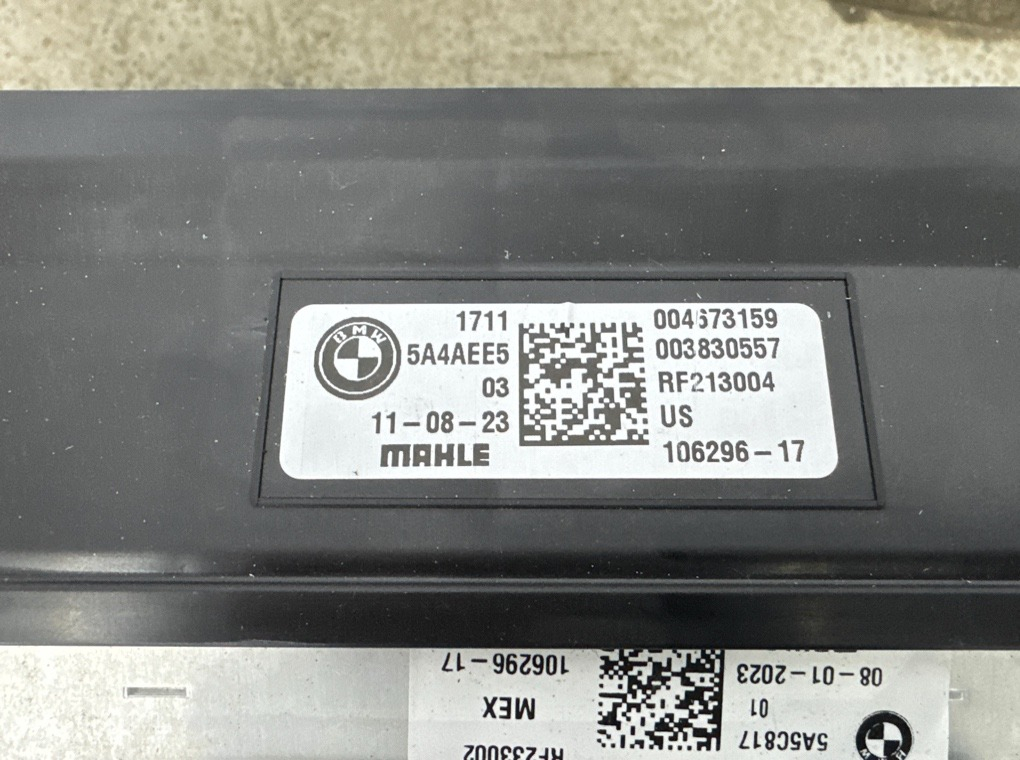 BMW
1711
5A4AEE5
03
11-08-23
MAHLE
004673159
003830557
RF213004
US
106296-17
08-01-2023
01
5A5C817
106296-17
MEX
RF233002